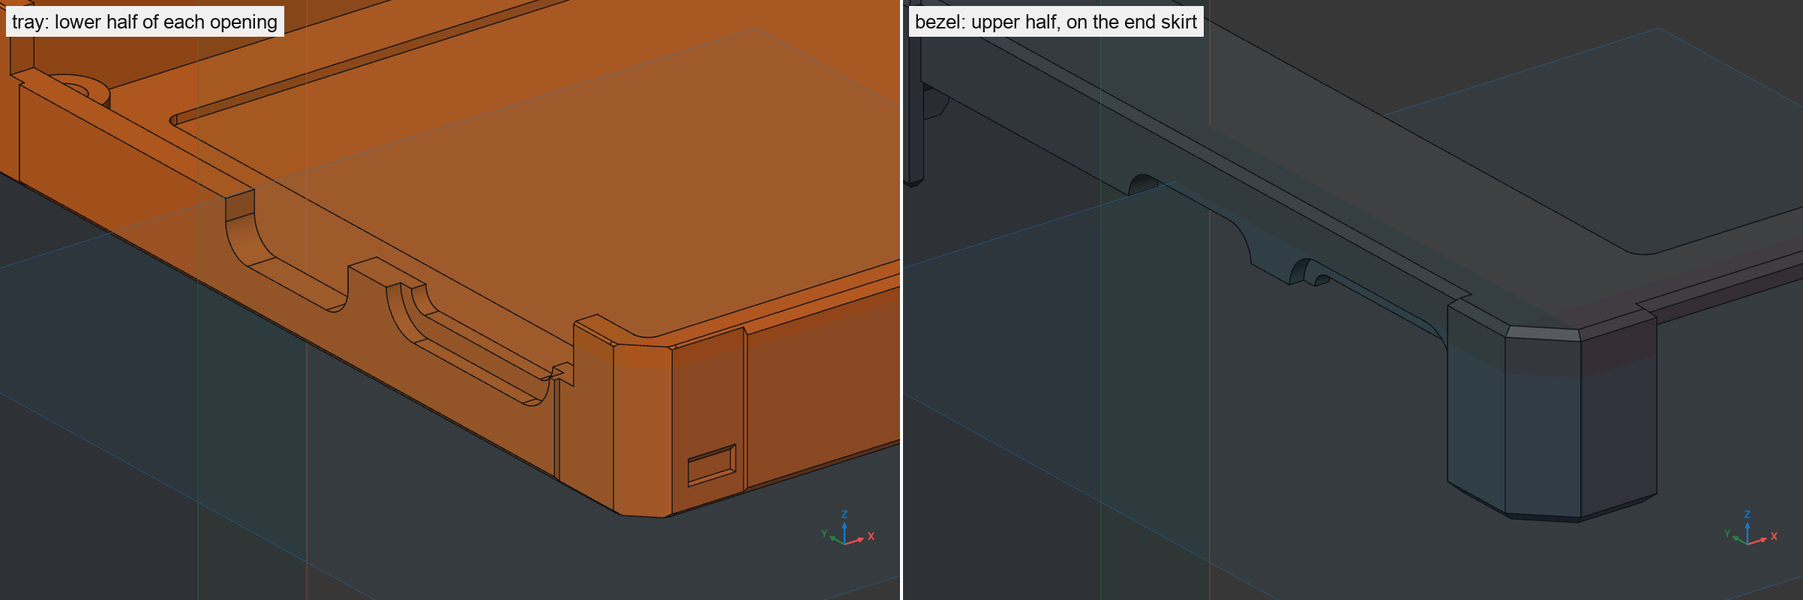 tray: lower half of each opening
bezel: upper half, on the end skirt
Z
Y
X
Z
Y
X